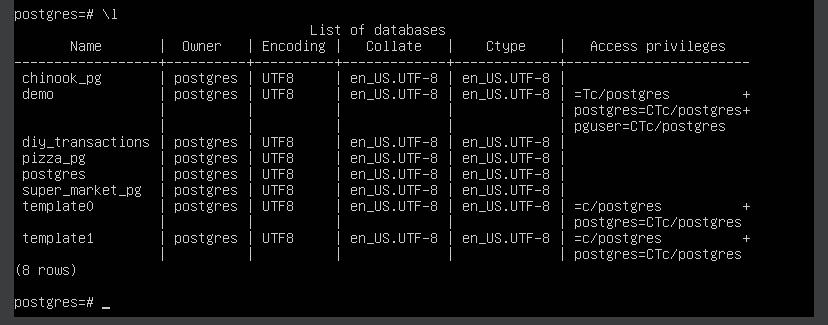 postgres=# \l
                                     List of databases
       Name       |  Owner   | Encoding |   Collate   |    Ctype    |   Access privileges
------------------+----------+----------+-------------+-------------+-----------------------
 chinook_pg       | postgres | UTF8     | en_US.UTF-8 | en_US.UTF-8 |
 demo             | postgres | UTF8     | en_US.UTF-8 | en_US.UTF-8 | =Tc/postgres         +
                  |          |          |             |             | postgres=CTc/postgres+
                  |          |          |             |             | pguser=CTc/postgres
 diy_transactions | postgres | UTF8     | en_US.UTF-8 | en_US.UTF-8 |
 pizza_pg         | postgres | UTF8     | en_US.UTF-8 | en_US.UTF-8 |
 postgres         | postgres | UTF8     | en_US.UTF-8 | en_US.UTF-8 |
 super_market_pg  | postgres | UTF8     | en_US.UTF-8 | en_US.UTF-8 |
 template0        | postgres | UTF8     | en_US.UTF-8 | en_US.UTF-8 | =c/postgres          +
                  |          |          |             |             | postgres=CTc/postgres
 template1        | postgres | UTF8     | en_US.UTF-8 | en_US.UTF-8 | =c/postgres          +
                  |          |          |             |             | postgres=CTc/postgres
(8 rows)

postgres=# _